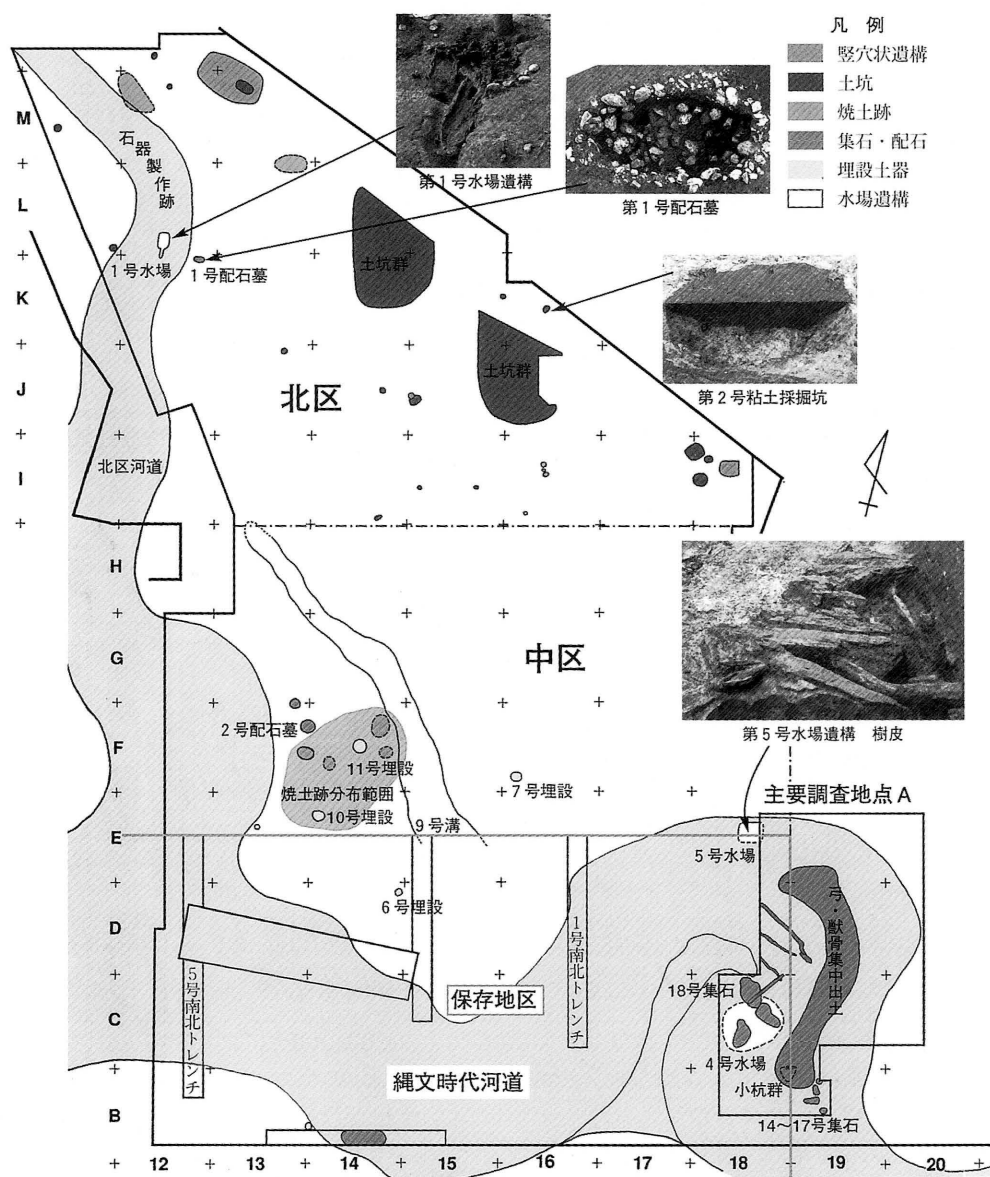 凡例
竪穴状遺構
土坑
焼土跡
集石・配石
埋設土器
水場遺構
第1号水場遺構
第1号配石墓
第2号粘土採掘坑
第5号水場遺構 樹皮
M
L
K
J
I
H
G
F
E
D
C
B
石器製作跡
1号水場
1号配石墓
土坑群
土坑群
北区
北区河道
中区
2号配石墓
11号埋設
焼土跡分布範囲
10号埋設
7号埋設
9号溝
主要調査地点A
5号水場
6号埋設
弓・獣骨集中出土
5号南北トレンチ
1号南北トレンチ
保存地区
18号集石
4号水場
縄文時代河道
小杭群
14〜17号集石
12 13 14 15 16 17 18 19 20